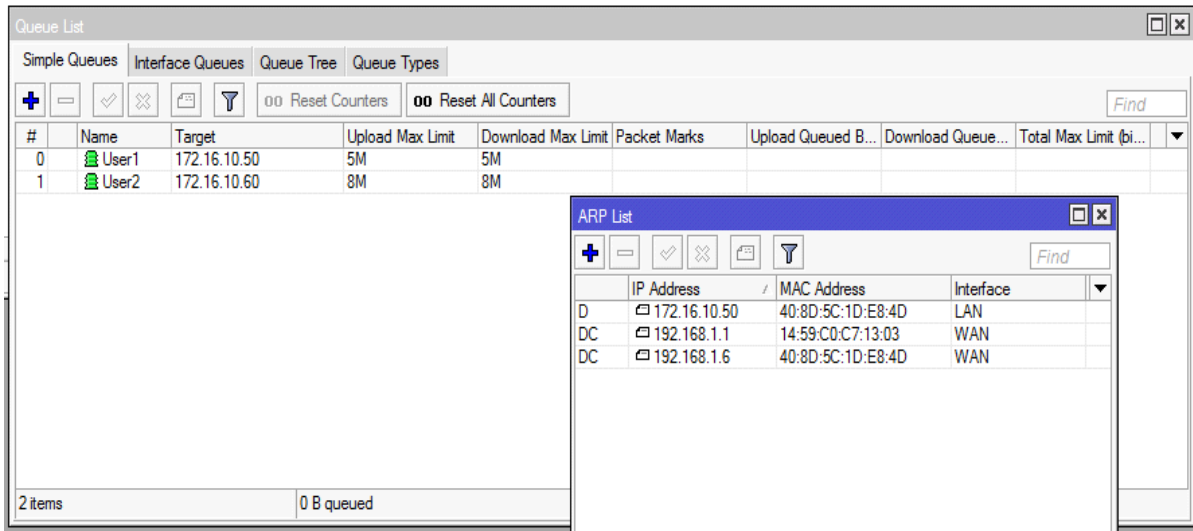 Queue List
Simple Queues Interface Queues Queue Tree Queue Types
00 Reset Counters 00 Reset All Counters Find
# Name Target Upload Max Limit Download Max Limit Packet Marks Upload Queued B... Download Queue... Total Max Limit (bi...
0 User1 172.16.10.50 5M 5M
1 User2 172.16.10.60 8M 8M
ARP List
Find
IP Address MAC Address Interface
D 172.16.10.50 40:8D:5C:1D:E8:4D LAN
DC 192.168.1.1 14:59:C0:C7:13:03 WAN
DC 192.168.1.6 40:8D:5C:1D:E8:4D WAN
2 items 0 B queued